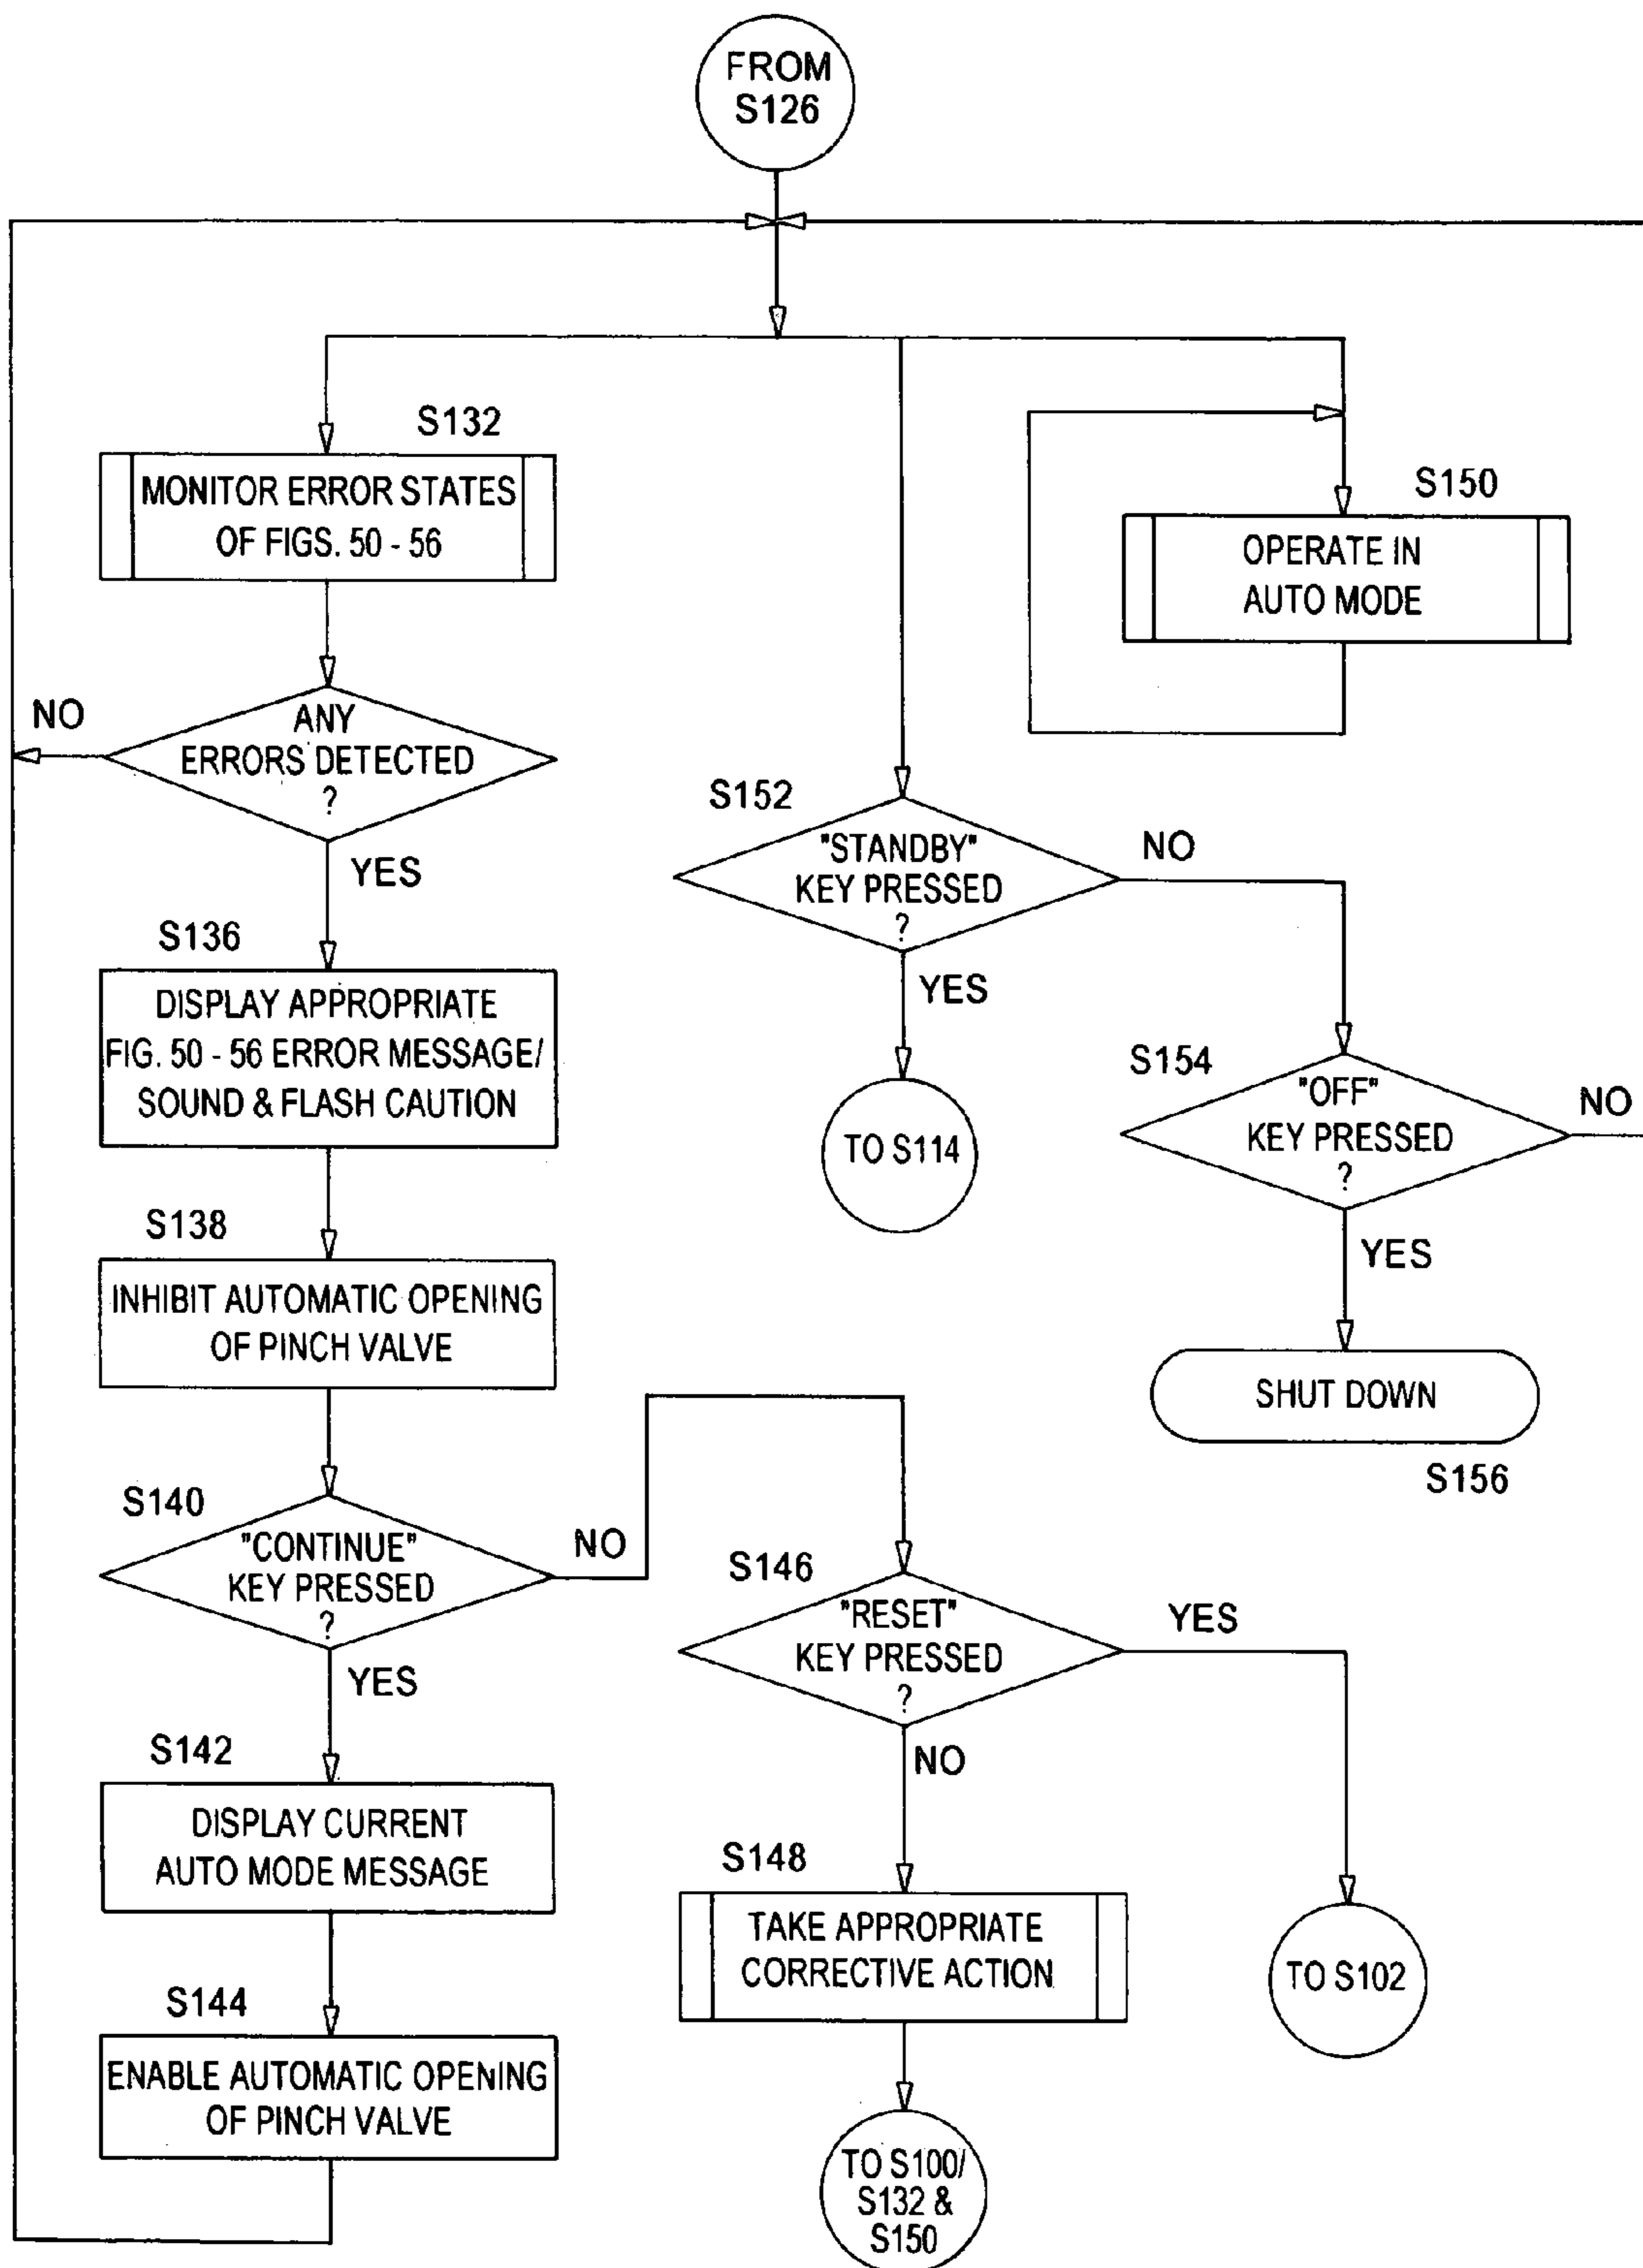 FROM
S126
S132
MONITOR ERROR STATES
OF FIGS. 50 - 56
S150
OPERATE IN
AUTO MODE
NO
ANY
ERRORS DETECTED
?
YES
S152
"STANDBY"
KEY PRESSED
?
NO
YES
TO S114
S136
DISPLAY APPROPRIATE
FIG. 50 - 56 ERROR MESSAGE/
SOUND & FLASH CAUTION
S154
"OFF"
KEY PRESSED
?
NO
YES
SHUT DOWN
S156
S138
INHIBIT AUTOMATIC OPENING
OF PINCH VALVE
S140
"CONTINUE"
KEY PRESSED
?
NO
YES
S146
"RESET"
KEY PRESSED
?
YES
NO
S142
DISPLAY CURRENT
AUTO MODE MESSAGE
S148
TAKE APPROPRIATE
CORRECTIVE ACTION
TO S102
S144
ENABLE AUTOMATIC OPENING
OF PINCH VALVE
TO S100/
S132 &
S150